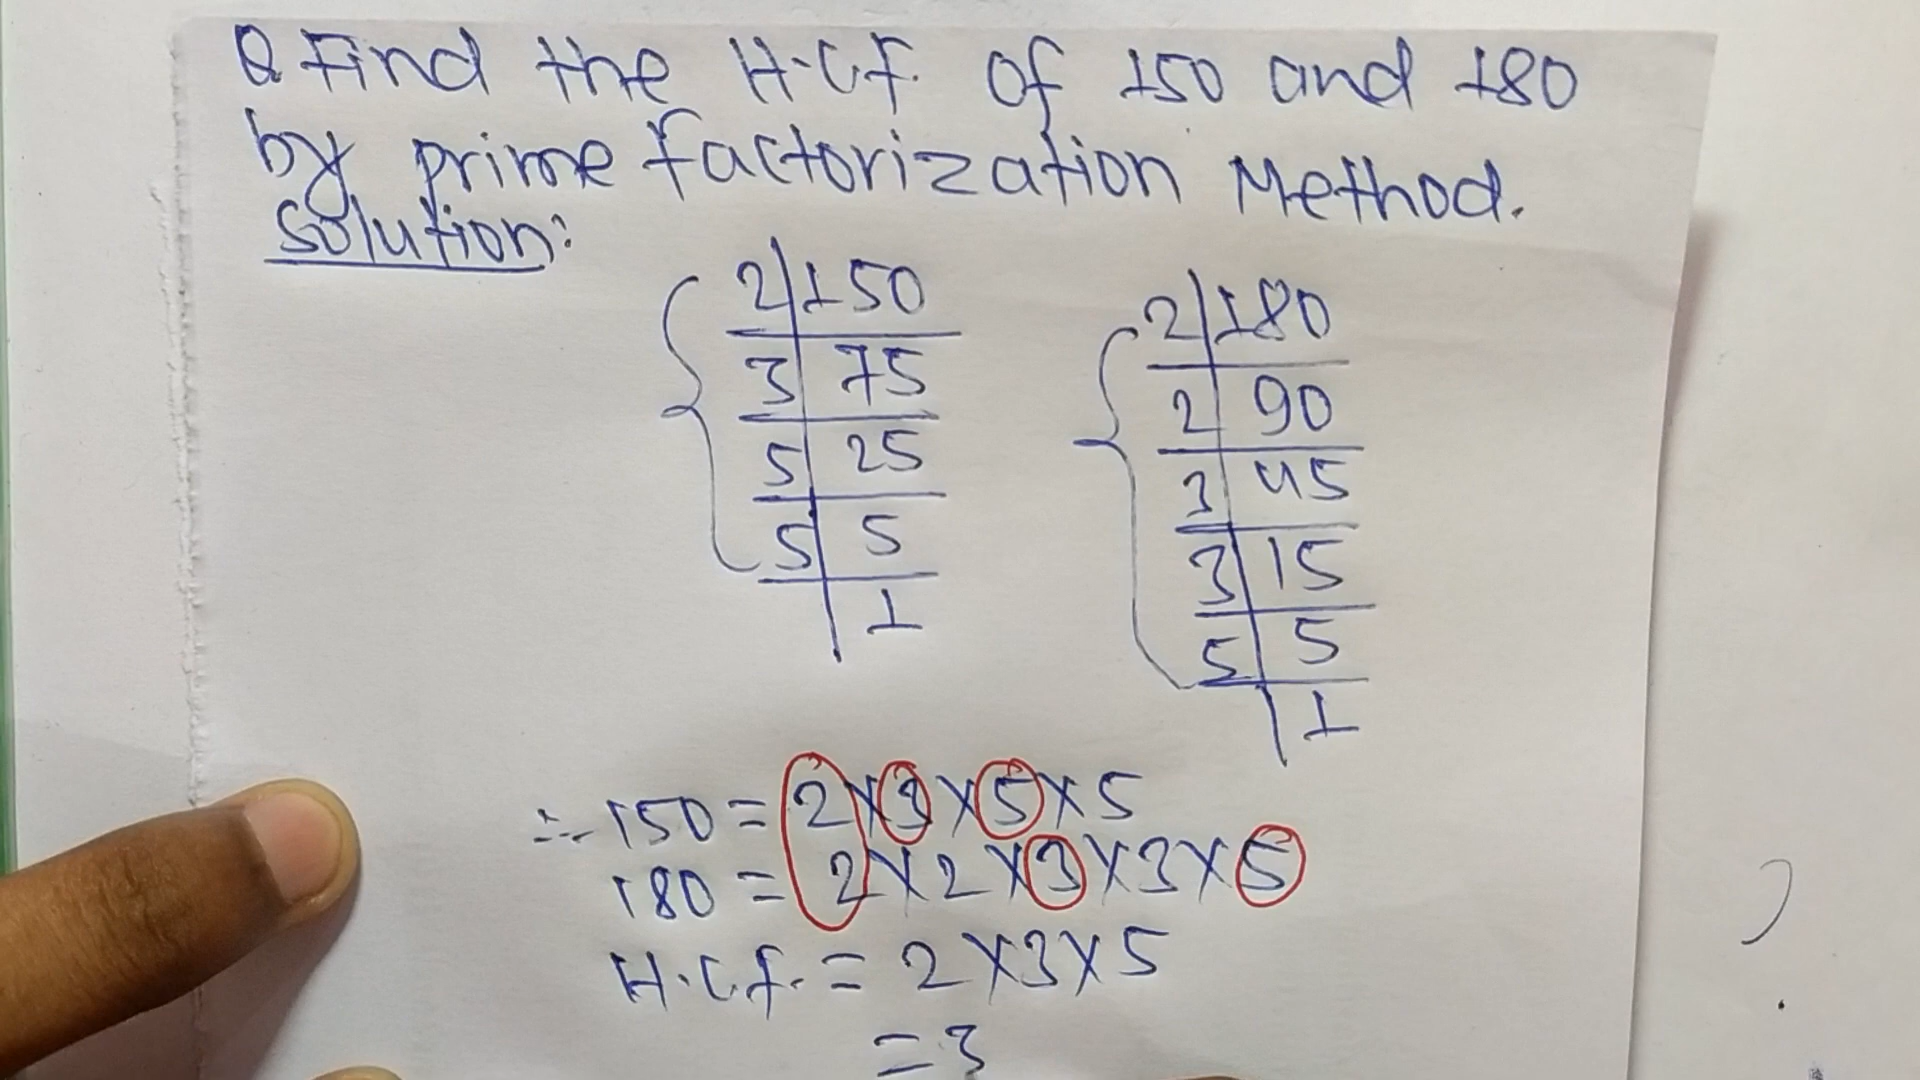 Q Find the H.C.F. of 150 and 180
by prime factorization Method.
Solution:
2 150
3 75
5 25
5 5
1
2 180
2 90
3 45
3 15
5 5
1
∴ 150 = 2×3×5×5
180 = 2×2×3×3×5
H.C.F. = 2×3×5
= 3